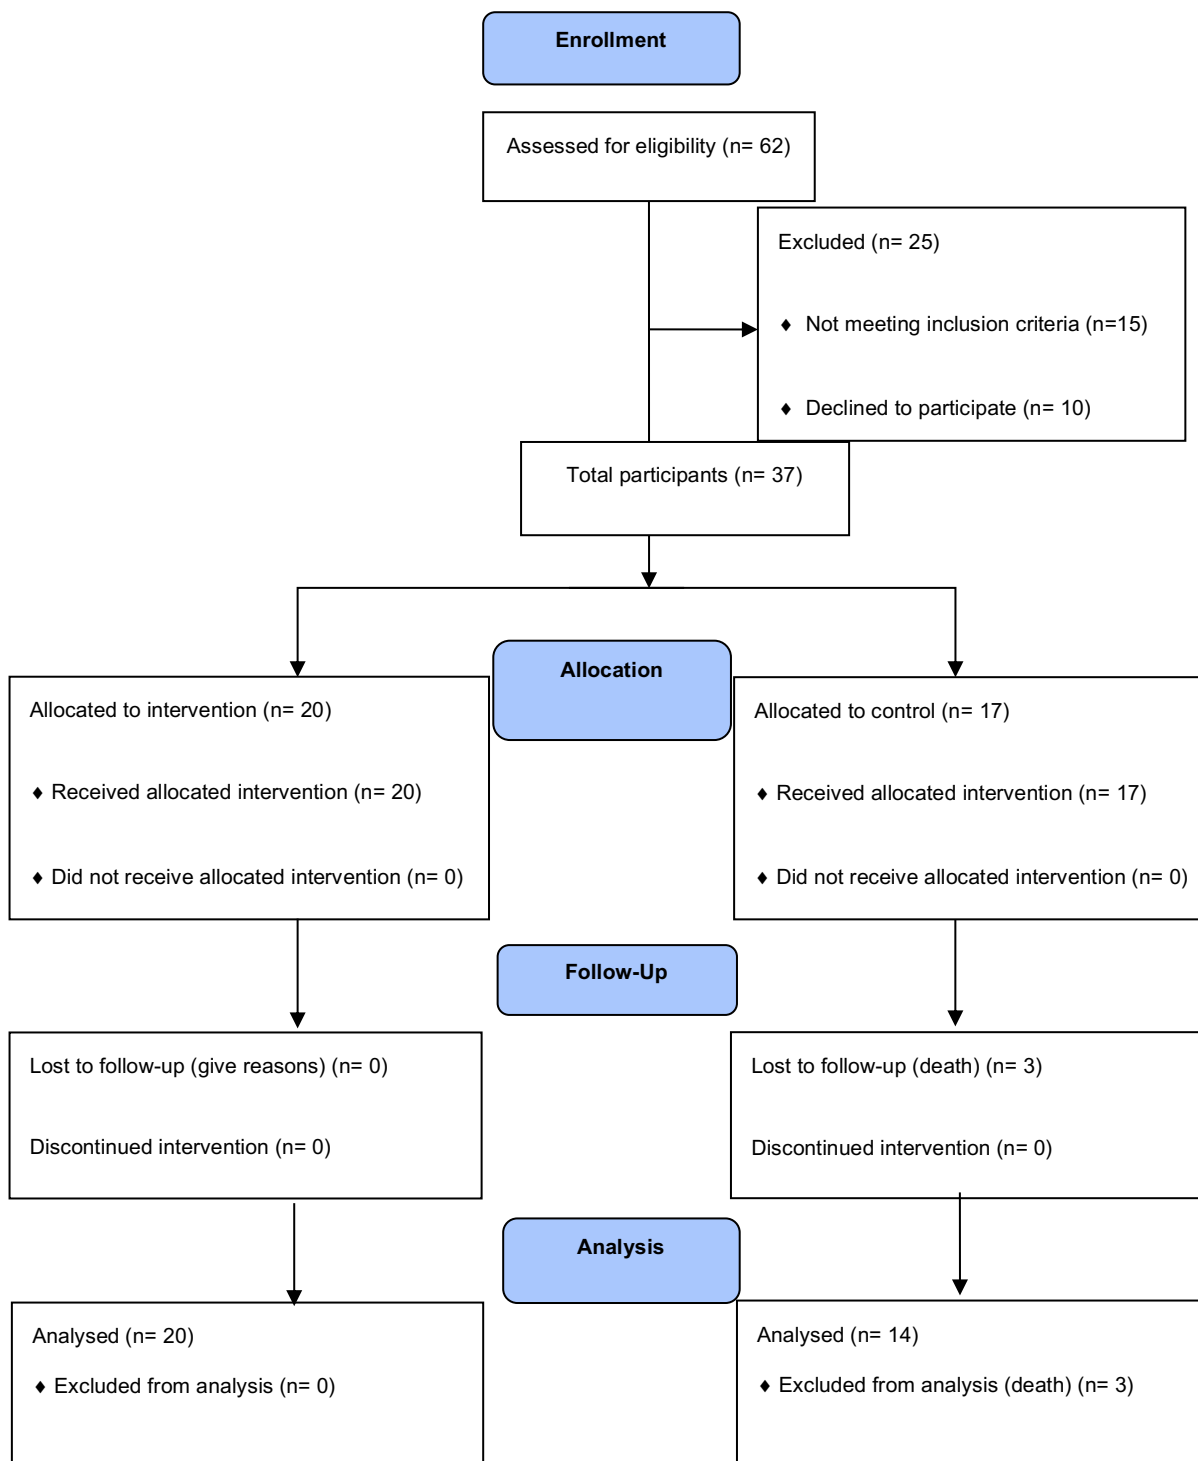 Enrollment
Assessed for eligibility (n= 62)
Excluded (n= 25)
♦ Not meeting inclusion criteria (n=15)
♦ Declined to participate (n= 10)
Total participants (n= 37)
Allocation
Allocated to intervention (n= 20)
♦ Received allocated intervention (n= 20)
♦ Did not receive allocated intervention (n= 0)
Allocated to control (n= 17)
♦ Received allocated intervention (n= 17)
♦ Did not receive allocated intervention (n= 0)
Follow-Up
Lost to follow-up (give reasons) (n= 0)
Discontinued intervention (n= 0)
Lost to follow-up (death) (n= 3)
Discontinued intervention (n= 0)
Analysis
Analysed (n= 20)
♦ Excluded from analysis (n= 0)
Analysed (n= 14)
♦ Excluded from analysis (death) (n= 3)